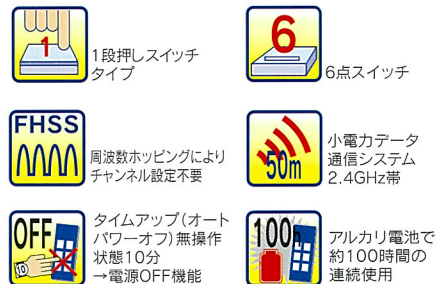 1
1段押しスイッチ
タイプ
6
6点スイッチ
FHSS
周波数ホッピングにより
チャンネル設定不要
50m
小電力データ
通信システム
2.4GHz帯
OFF
10
タイムアップ（オート
パワーオフ）無操作
状態10分
→電源OFF機能
100h
アルカリ電池で
約100時間の
連続使用